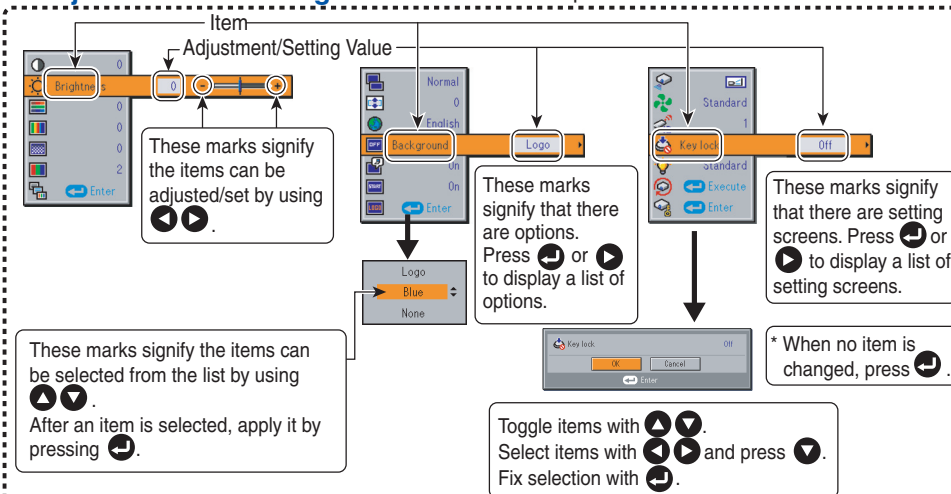 Item
Adjustment/Setting Value
0
Brightness 0
0
0
0
2
Enter
These marks signify
the items can be
adjusted/set by using
.
Normal
0
English
Background Logo
On
On
Enter
Logo
Blue
None
These marks
signify that there
are options.
Press or
to display a list of
options.
Standard
1
Key lock Off
Standard
Execute
Enter
These marks signify
that there are setting
screens. Press or
to display a list of
setting screens.
Key lock Off
OK Cancel
Enter
* When no item is
changed, press .
These marks signify the items can
be selected from the list by using
.
After an item is selected, apply it by
pressing .
Toggle items with .
Select items with and press .
Fix selection with .